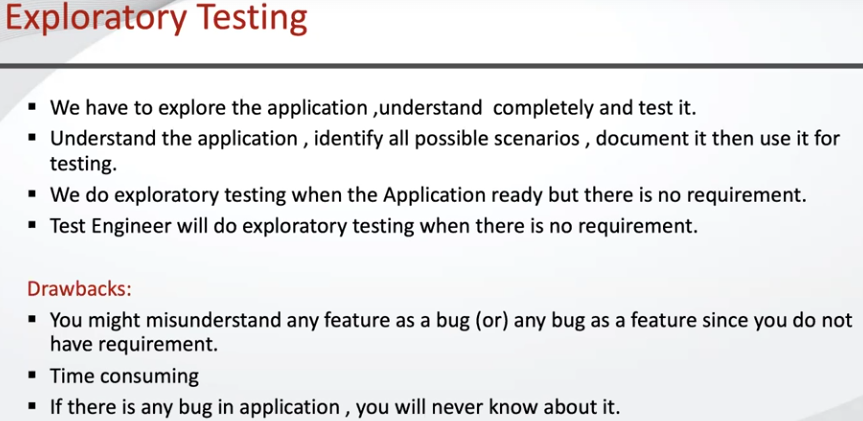 Exploratory Testing
▪ We have to explore the application ,understand  completely and test it.
▪ Understand the application , identify all possible scenarios , document it then use it for
testing.
▪ We do exploratory testing when the Application ready but there is no requirement.
▪ Test Engineer will do exploratory testing when there is no requirement.
Drawbacks:
▪ You might misunderstand any feature as a bug (or) any bug as a feature since you do not
have requirement.
▪ Time consuming
▪ If there is any bug in application , you will never know about it.